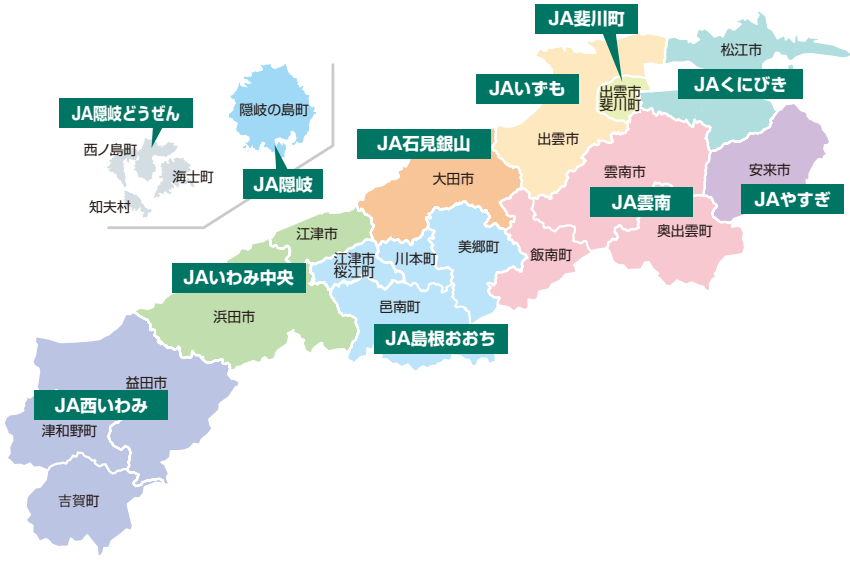 JA斐川町
松江市
JAくにびき
JAいずも
出雲市
斐川町
出雲市
JA隠岐どうぜん
隠岐の島町
西ノ島町
海士町
知夫村
JA隠岐
JA石見銀山
大田市
雲南市
JA雲南
安来市
JAやすぎ
奥出雲町
飯南町
江津市
江津市
桜江町
川本町
美郷町
JAいわみ中央
浜田市
邑南町
JA島根おおち
益田市
JA西いわみ
津和野町
吉賀町